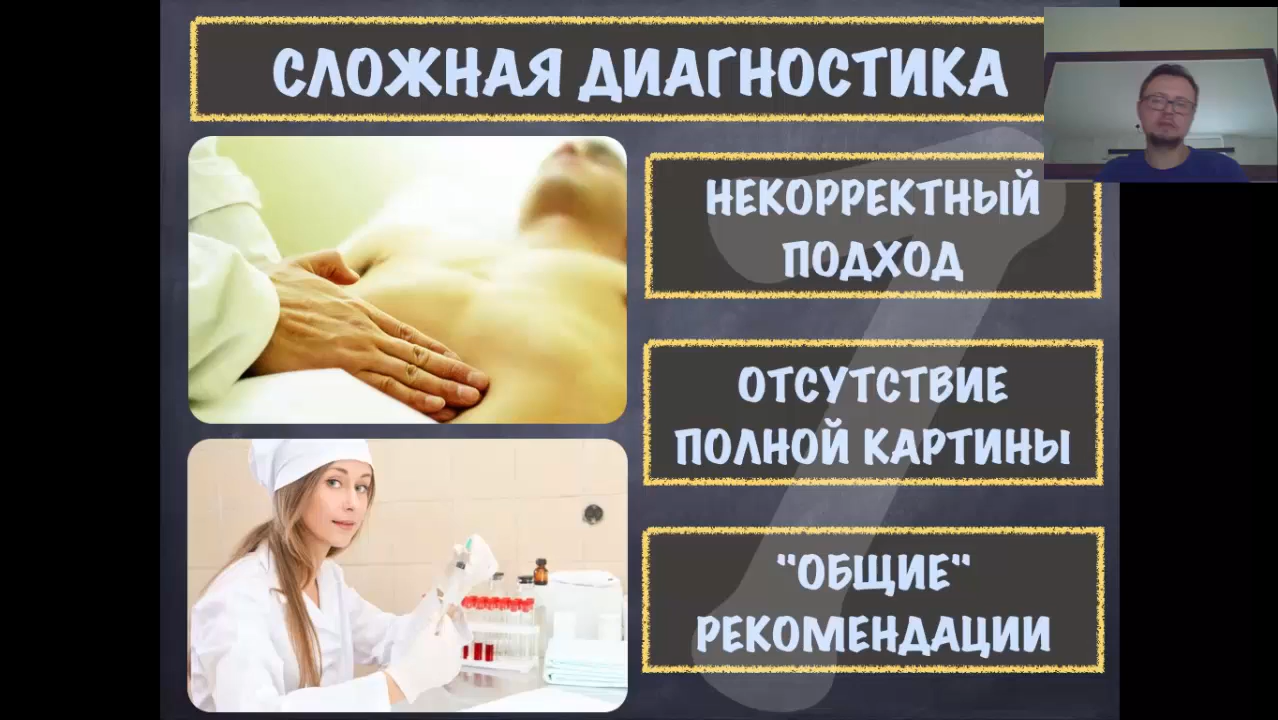 СЛОЖНАЯ ДИАГНОСТИКА
НЕКОРРЕКТНЫЙ
ПОДХОД
ОТСУТСТВИЕ
ПОЛНОЙ КАРТИНЫ
"ОБЩИЕ"
РЕКОМЕНДАЦИИ